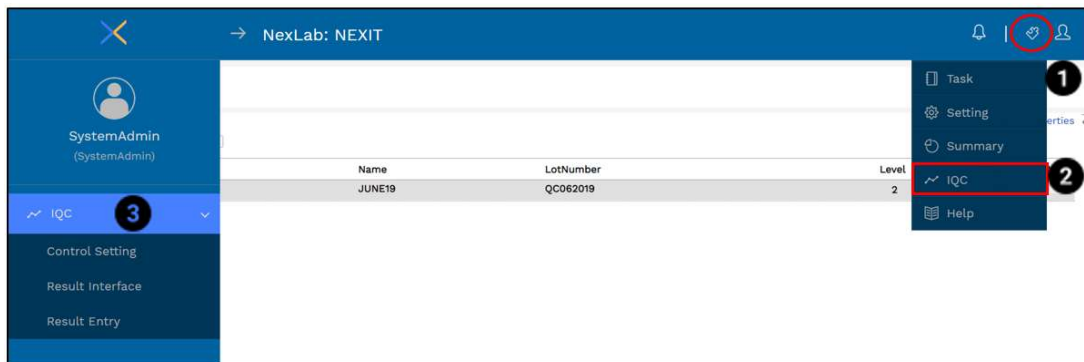 NexLab: NEXIT
Task
1
Setting
erties
SystemAdmin
(SystemAdmin)
Summary
Name LotNumber Level
IQC
2
JUNE19 QC062019 2
IQC 3
Help
Control Setting
Result Interface
Result Entry